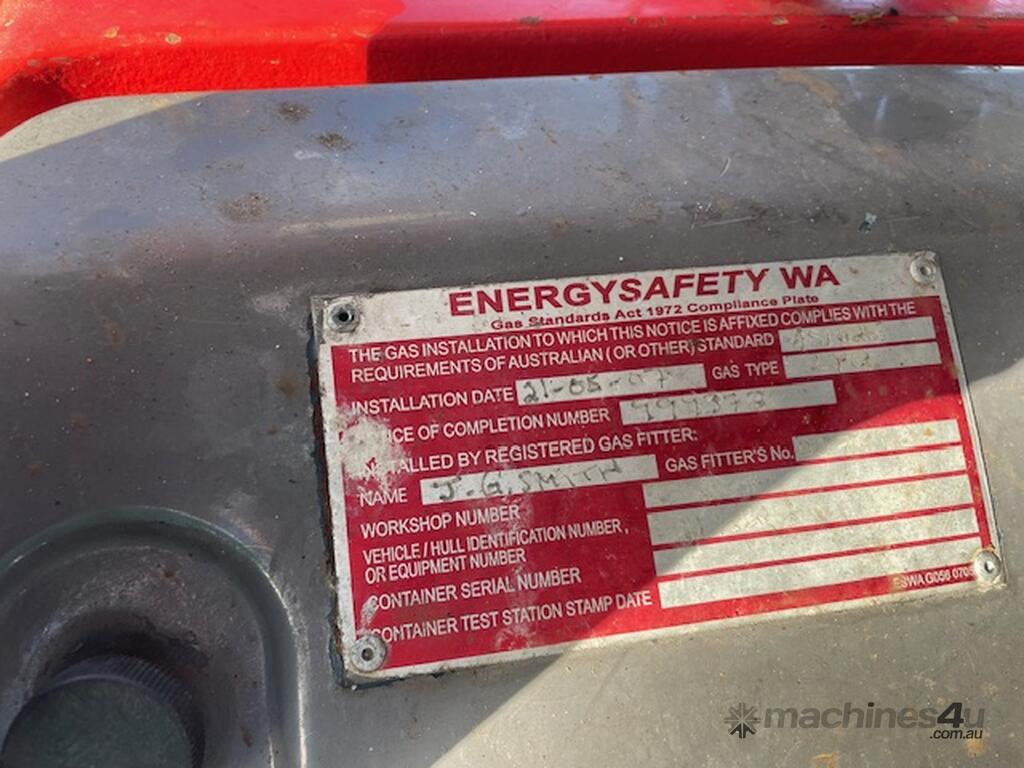 ENERGYSAFETY WA
Gas Standards Act 1972 Compliance Plate
THE GAS INSTALLATION TO WHICH THIS NOTICE IS AFFIXED COMPLIES WITH THE
REQUIREMENTS OF AUSTRALIAN ( OR OTHER) STANDARD
INSTALLATION DATE 21-05-07 GAS TYPE
OF COMPLETION NUMBER
INSTALLED BY REGISTERED GAS FITTER:
NAME J.G. SMITH GAS FITTER'S No.
WORKSHOP NUMBER
VEHICLE / HULL IDENTIFICATION NUMBER ,
OR EQUIPMENT NUMBER
CONTAINER SERIAL NUMBER
CONTAINER TEST STATION STAMP DATE
ESWA G056 0705
machines4u
.com.au